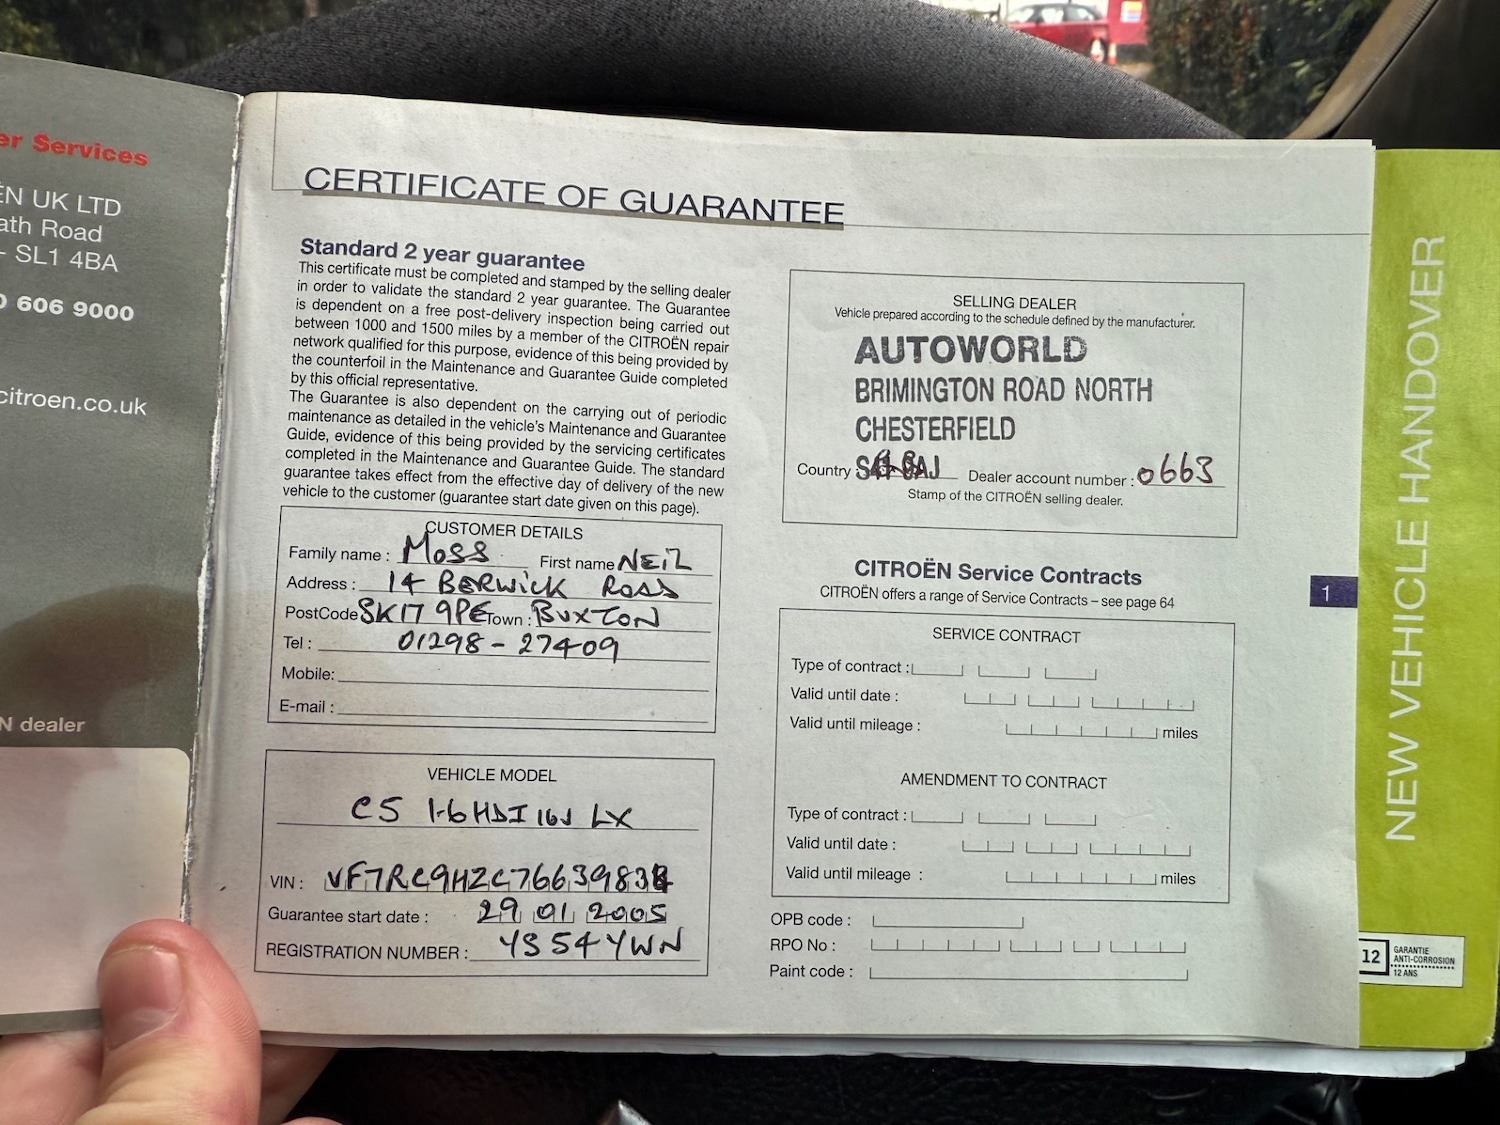 er Services
ËN UK LTD
ath Road
- SL1 4BA
0 606 9000
citroen.co.uk
N dealer
CERTIFICATE OF GUARANTEE
Standard 2 year guarantee
This certificate must be completed and stamped by the selling dealer
in order to validate the standard 2 year guarantee. The Guarantee
is dependent on a free post-delivery inspection being carried out
between 1000 and 1500 miles by a member of the CITROËN repair
network qualified for this purpose, evidence of this being provided by
the counterfoil in the Maintenance and Guarantee Guide completed
by this official representative.
The Guarantee is also dependent on the carrying out of periodic
maintenance as detailed in the vehicle's Maintenance and Guarantee
Guide, evidence of this being provided by the servicing certificates
completed in the Maintenance and Guarantee Guide. The standard
guarantee takes effect from the effective day of delivery of the new
vehicle to the customer (guarantee start date given on this page).
CUSTOMER DETAILS
Family name : MOSS First name NEIL
Address : 14 BERWICK ROAD
PostCode SK17 9PE Town : BUXTON
Tel : 01298 - 27409
Mobile:
E-mail :
VEHICLE MODEL
C5 1.6HDI 16V LX
VIN : VF7RC9HZC7663983
Guarantee start date : 29 01 2005
REGISTRATION NUMBER : YS54YWN
SELLING DEALER
Vehicle prepared according to the schedule defined by the manufacturer.
AUTOWORLD
BRIMINGTON ROAD NORTH
CHESTERFIELD
Country : Dealer account number : 0663
Stamp of the CITROËN selling dealer.
CITROËN Service Contracts
CITROËN offers a range of Service Contracts – see page 64
SERVICE CONTRACT
Type of contract :
Valid until date :
Valid until mileage : miles
AMENDMENT TO CONTRACT
Type of contract :
Valid until date :
Valid until mileage : miles
OPB code :
RPO No :
Paint code :
1
NEW VEHICLE HANDOVER
12
GARANTIE
ANTI-CORROSION
12 ANS